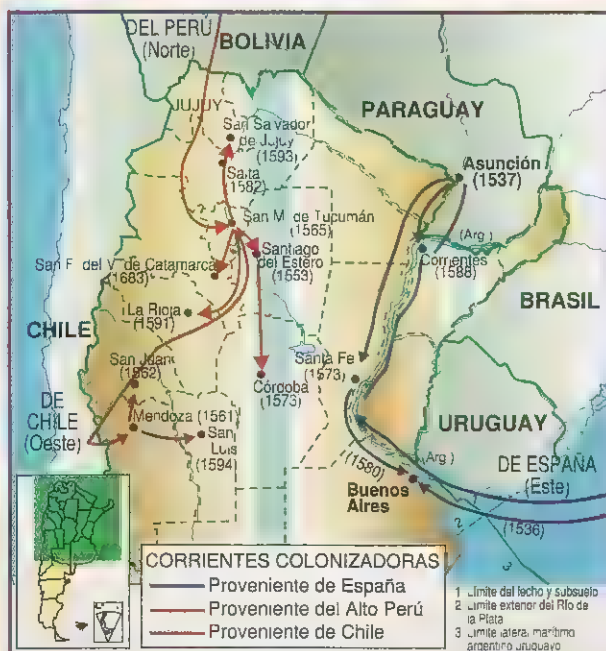 DEL PERÚ
(Norte)
BOLIVIA
JUJUY
San Salvador
de Jujuy
(1593)
Salta
1582)
PARAGUAY
Asunción
(1537)
San M. de Tucumán
(1565)
(Arg.)
Santiago
del Estero
(1553)
Corrientes
(1588)
San F. del V. de Catamarca
(1683)
BRASIL
La Rioja
(1591)
CHILE
San Juan
(1862)
Santa Fe
(1573)
Córdoba
(1573)
DE
CHILE
(Oeste)
Mendoza (1561)
San
Luis
(1594)
URUGUAY
(Arg.)
(1580)
DE ESPAÑA
(Este)
Buenos
Aires
2
(1536)
3
CORRIENTES COLONIZADORAS
Proveniente de España
Proveniente del Alto Perú
Proveniente de Chile
1 Límite del lecho y subsuelo
2 Límite exterior del Río de
la Plata
3 Límite lateral marítimo
argentino uruguayo